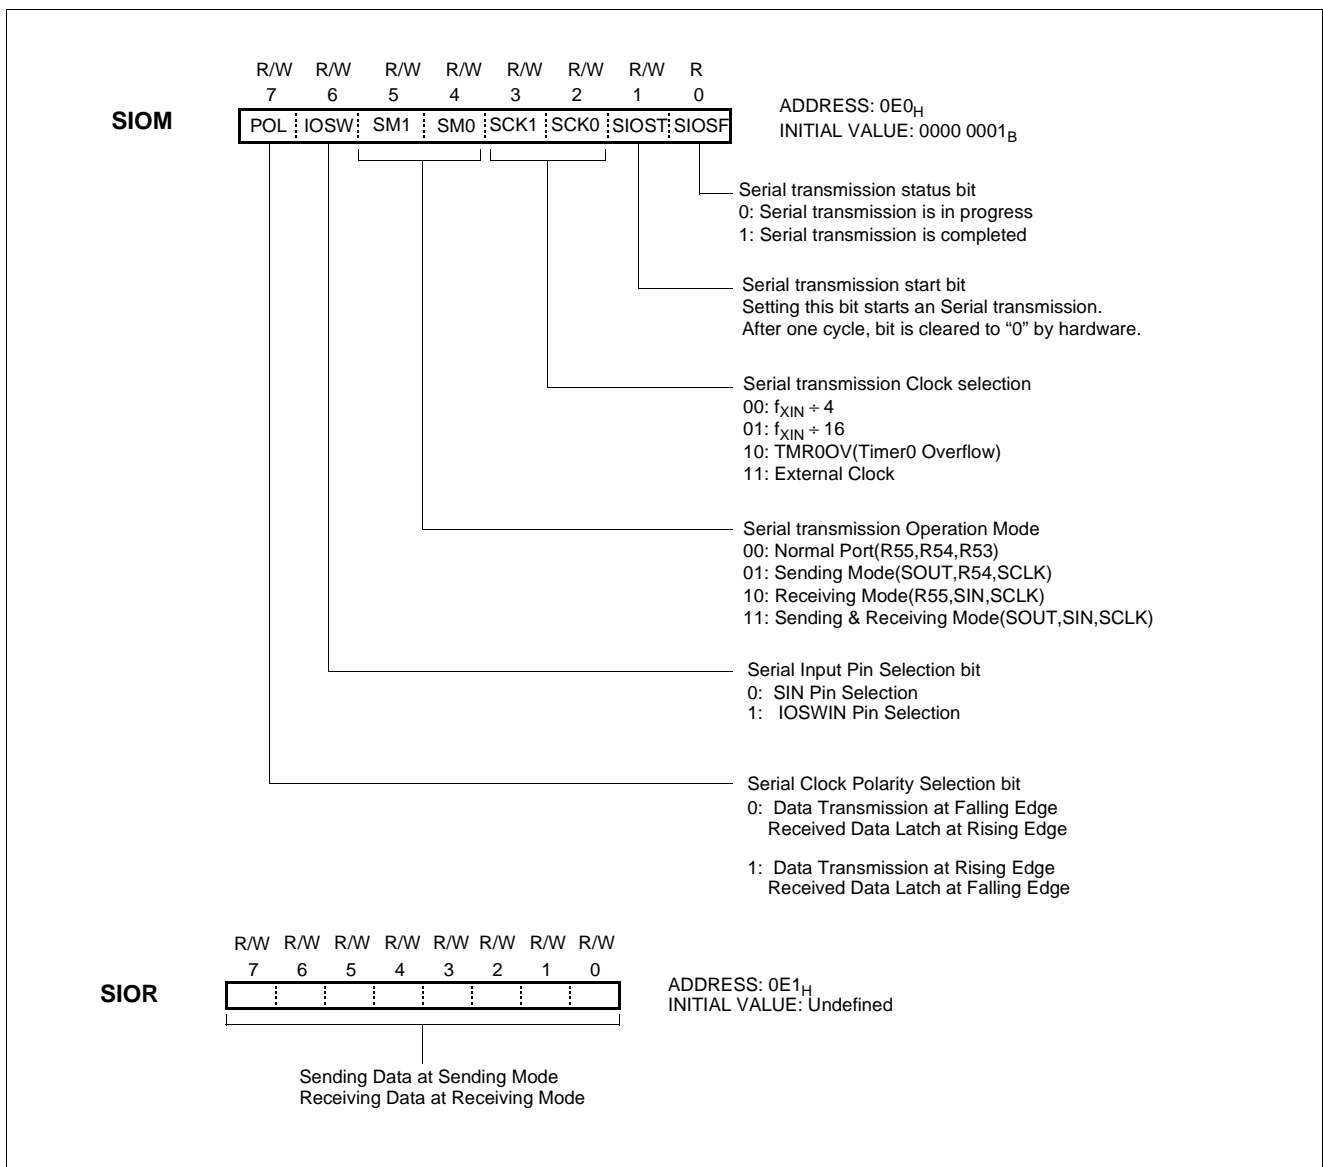 R/W R/W R/W R/W R/W R/W R/W R
7 6 5 4 3 2 1 0
SIOM POL IOSW SM1 SM0 SCK1 SCK0 SIOST SIOSF
ADDRESS: 0E0H
INITIAL VALUE: 0000 0001B
Serial transmission status bit
0: Serial transmission is in progress
1: Serial transmission is completed
Serial transmission start bit
Setting this bit starts an Serial transmission.
After one cycle, bit is cleared to “0” by hardware.
Serial transmission Clock selection
00: fXIN ÷ 4
01: fXIN ÷ 16
10: TMR0OV(Timer0 Overflow)
11: External Clock
Serial transmission Operation Mode
00: Normal Port(R55,R54,R53)
01: Sending Mode(SOUT,R54,SCLK)
10: Receiving Mode(R55,SIN,SCLK)
11: Sending & Receiving Mode(SOUT,SIN,SCLK)
Serial Input Pin Selection bit
0: SIN Pin Selection
1: IOSWIN Pin Selection
Serial Clock Polarity Selection bit
0: Data Transmission at Falling Edge
Received Data Latch at Rising Edge
1: Data Transmission at Rising Edge
Received Data Latch at Falling Edge
R/W R/W R/W R/W R/W R/W R/W R/W
7 6 5 4 3 2 1 0
SIOR
ADDRESS: 0E1H
INITIAL VALUE: Undefined
Sending Data at Sending Mode
Receiving Data at Receiving Mode